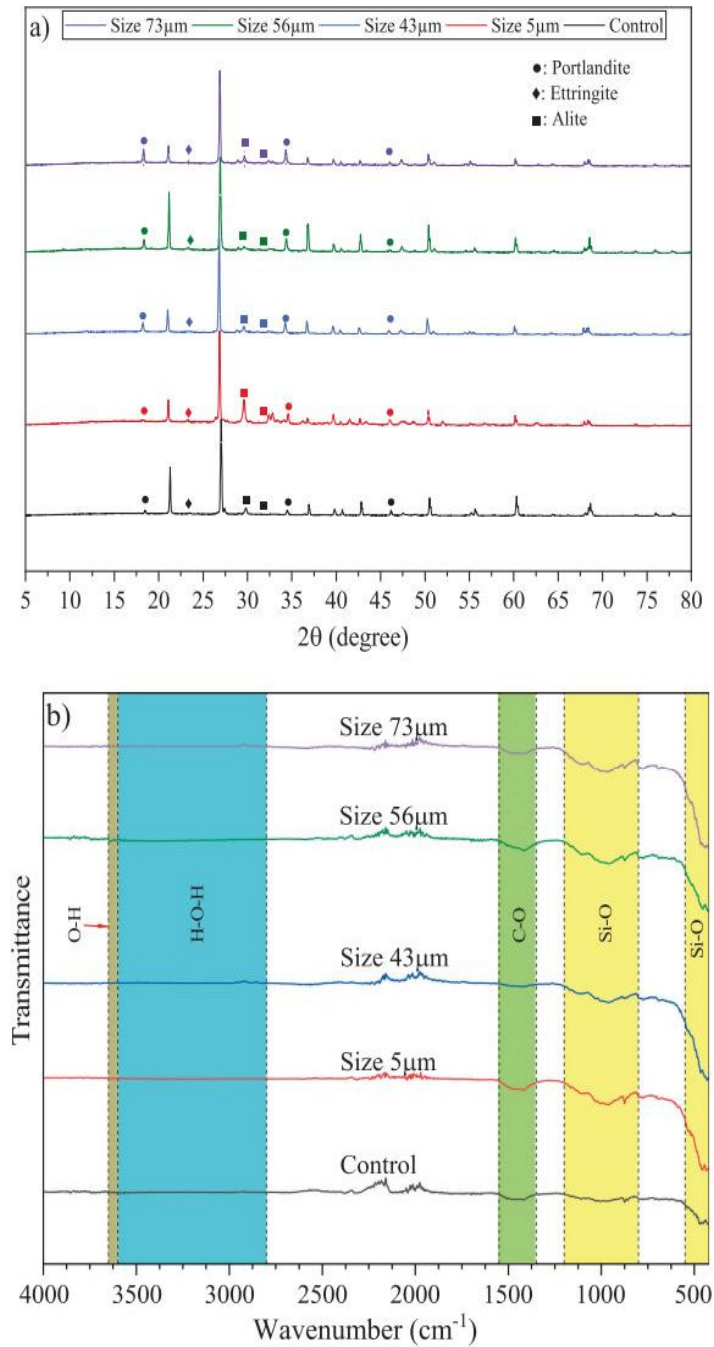 a)
Size 73μm Size 56μm Size 43μm Size 5μm Control
●: Portlandite
♦: Ettringite
■: Alite
5 10 15 20 25 30 35 40 45 50 55 60 65 70 75 80
2θ (degree)
b)
Size 73μm
Size 56μm
Size 43μm
Size 5μm
Control
O-H
H-O-H
C-O
Si-O
Si-O
Transmittance
4000 3500 3000 2500 2000 1500 1000 500
Wavenumber (cm⁻¹)